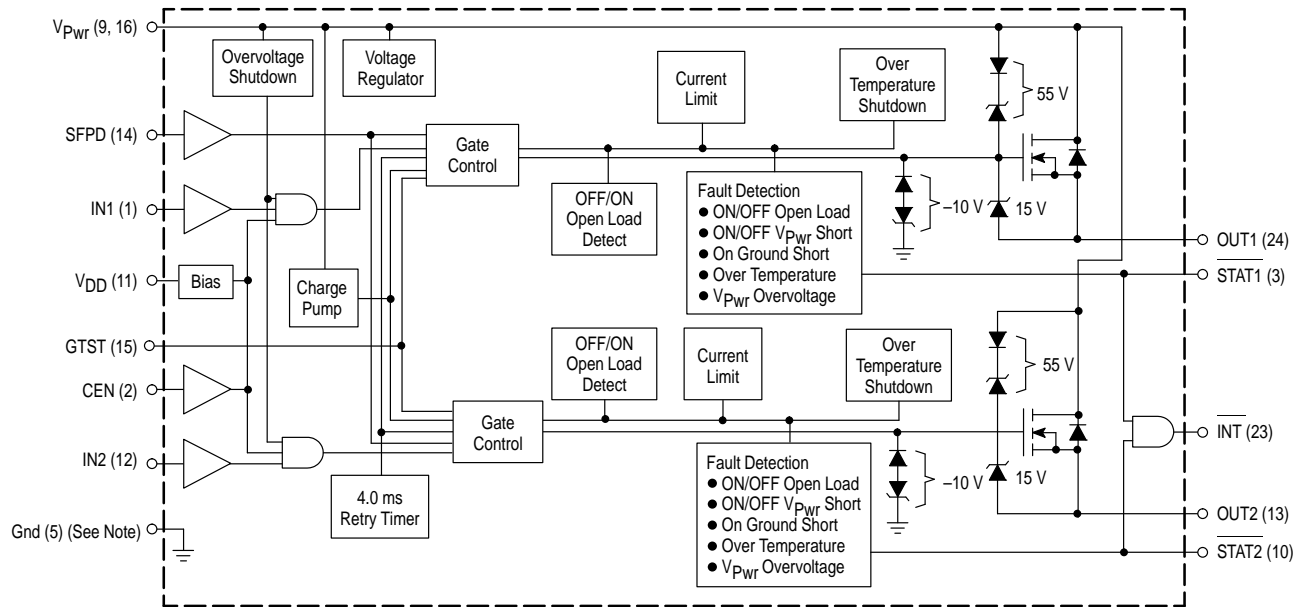 VPwr (9, 16)
Overvoltage
Shutdown
Voltage
Regulator
Current
Limit
Over
Temperature
Shutdown
55 V
SFPD (14)
Gate
Control
IN1 (1)
OFF/ON
Open Load
Detect
Fault Detection
● ON/OFF Open Load
● ON/OFF VPwr Short
● On Ground Short
● Over Temperature
● VPwr Overvoltage
–10 V
15 V
OUT1 (24)
STAT1 (3)
VDD (11)
Bias
Charge
Pump
GTST (15)
OFF/ON
Open Load
Detect
Current
Limit
Over
Temperature
Shutdown
55 V
CEN (2)
Gate
Control
INT (23)
IN2 (12)
4.0 ms
Retry Timer
Fault Detection
● ON/OFF Open Load
● ON/OFF VPwr Short
● On Ground Short
● Over Temperature
● VPwr Overvoltage
–10 V
15 V
OUT2 (13)
STAT2 (10)
Gnd (5) (See Note)